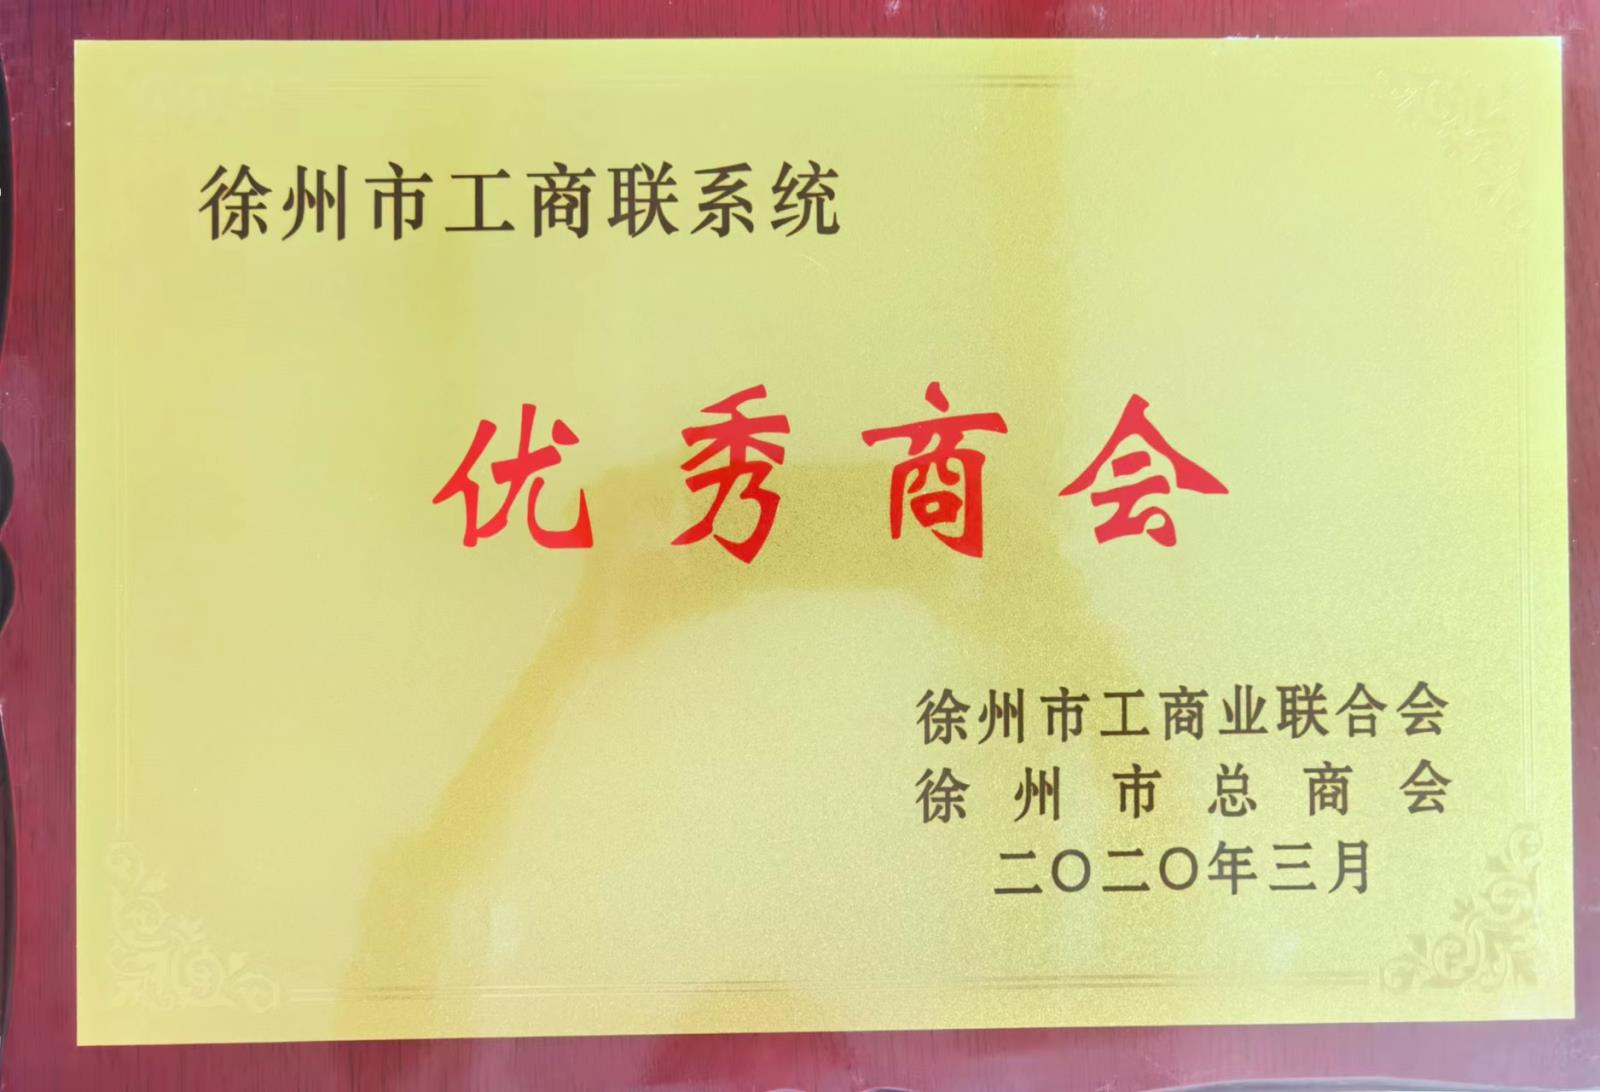 徐州市工商联系统
优秀商会
徐州市工商业联合会
徐州市总商会
二〇二〇年三月